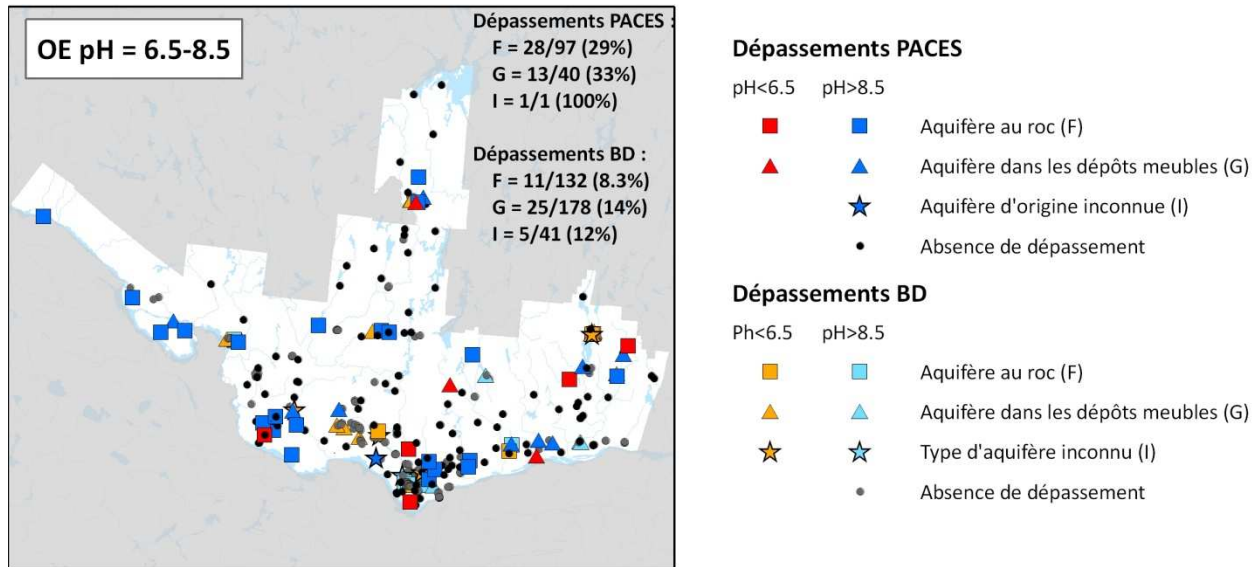 OE pH = 6.5-8.5
Dépassements PACES :
F = 28/97 (29%)
G = 13/40 (33%)
I = 1/1 (100%)
Dépassements BD :
F = 11/132 (8.3%)
G = 25/178 (14%)
I = 5/41 (12%)
Dépassements PACES
pH<6.5 pH>8.5
Aquifère au roc (F)
Aquifère dans les dépôts meubles (G)
Aquifère d'origine inconnue (I)
Absence de dépassement
Dépassements BD
Ph<6.5 pH>8.5
Aquifère au roc (F)
Aquifère dans les dépôts meubles (G)
Type d'aquifère inconnu (I)
Absence de dépassement